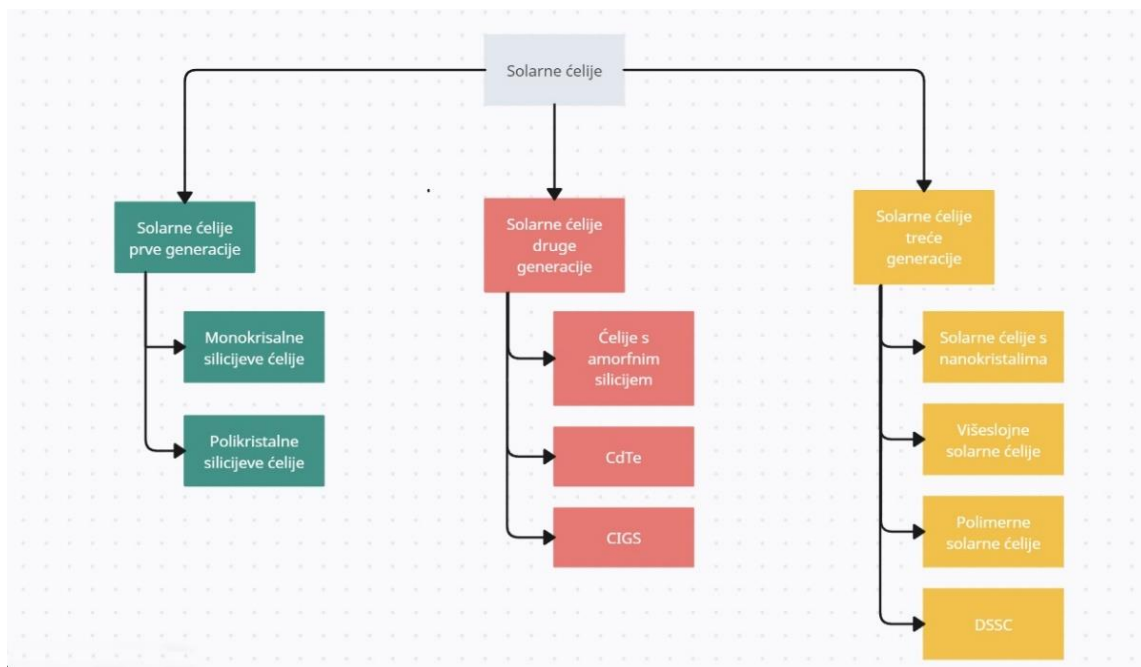 Solarne ćelije
Solarne ćelije
prve generacije
Monokrisalne
silicijeve ćelije
Polikristalne
silicijeve ćelije
Solarne ćelije
druge
generacije
Ćelije s
amorfnim
silicijem
CdTe
CIGS
Solarne ćelije
treće
generacije
Solarne ćelije s
nanokristalima
Višeslojne
solarne ćelije
Polimerne
solarne ćelije
DSSC